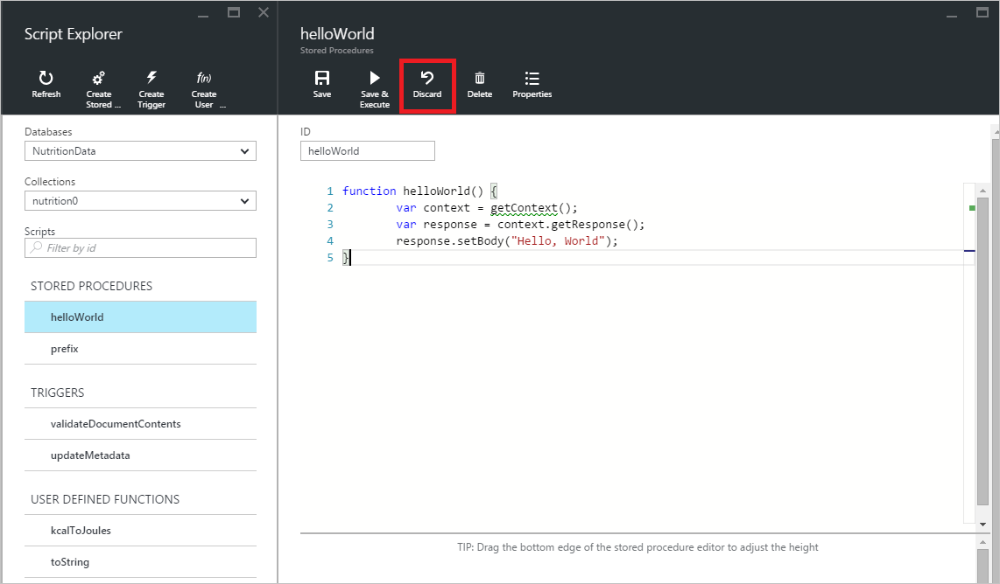 Script Explorer
Refresh
Create Stored ...
Create Trigger
f(n)
Create User ...
Databases
NutritionData
Collections
nutrition0
Scripts
Filter by id
STORED PROCEDURES
helloWorld
prefix
TRIGGERS
validateDocumentContents
updateMetadata
USER DEFINED FUNCTIONS
kcalToJoules
toString
helloWorld
Stored Procedures
Save
Save & Execute
Discard
Delete
Properties
ID
helloWorld
1 function helloWorld() {
2 var context = getContext();
3 var response = context.getResponse();
4 response.setBody("Hello, World");
5 }
TIP: Drag the bottom edge of the stored procedure editor to adjust the height